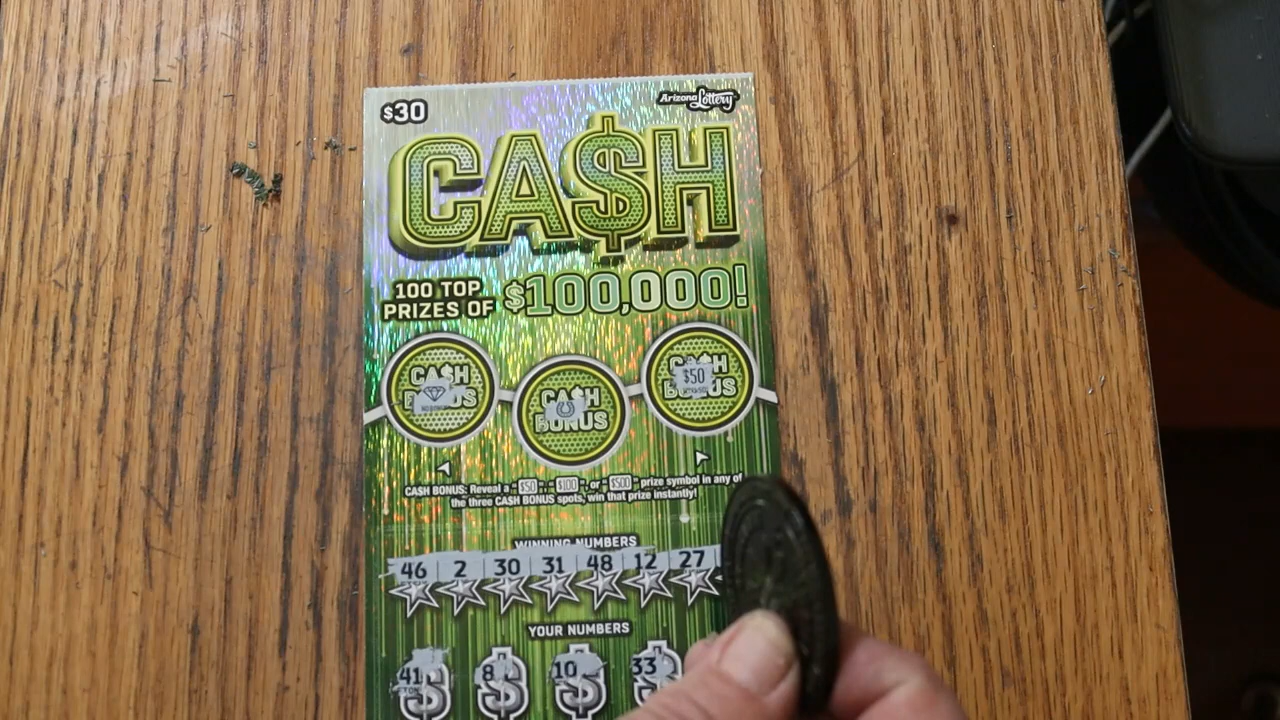 $30
Arizona Lottery
CA$H
100 TOP
PRIZES OF $100,000!
CA$H
BONUS
CA$H
BONUS
CA$H
BONUS
$50
CASH BONUS: Reveal a "$50", "$100", or "$500" prize symbol in any of
the three CASH BONUS spots, win that prize instantly!
WINNING NUMBERS
46 2 30 31 48 12 27
YOUR NUMBERS
41 8 10 33